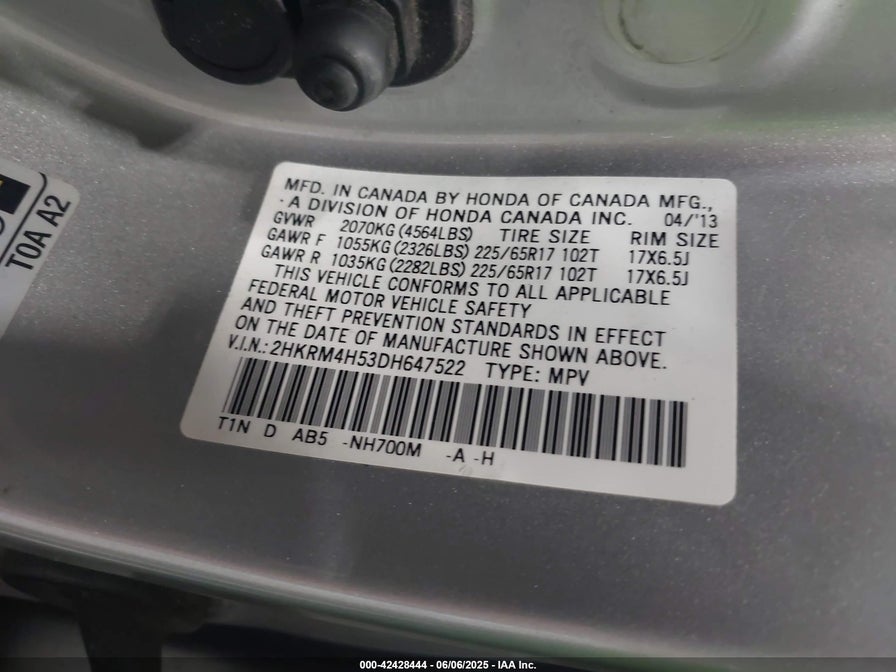 MFD. IN CANADA BY HONDA OF CANADA MFG.,
A DIVISION OF HONDA CANADA INC. 04/'13
GVWR 2070KG (4564LBS) TIRE SIZE RIM SIZE
GAWR F 1055KG (2326LBS) 225/65R17 102T 17X6.5J
GAWR R 1035KG (2282LBS) 225/65R17 102T 17X6.5J
THIS VEHICLE CONFORMS TO ALL APPLICABLE
FEDERAL MOTOR VEHICLE SAFETY
AND THEFT PREVENTION STANDARDS IN EFFECT
ON THE DATE OF MANUFACTURE SHOWN ABOVE.
V.I.N.: 2HKRM4H53DH647522 TYPE: MPV
T1N D AB5 -NH700M -A -H
T0A A2
000-42428444 - 06/06/2025 - IAA Inc.